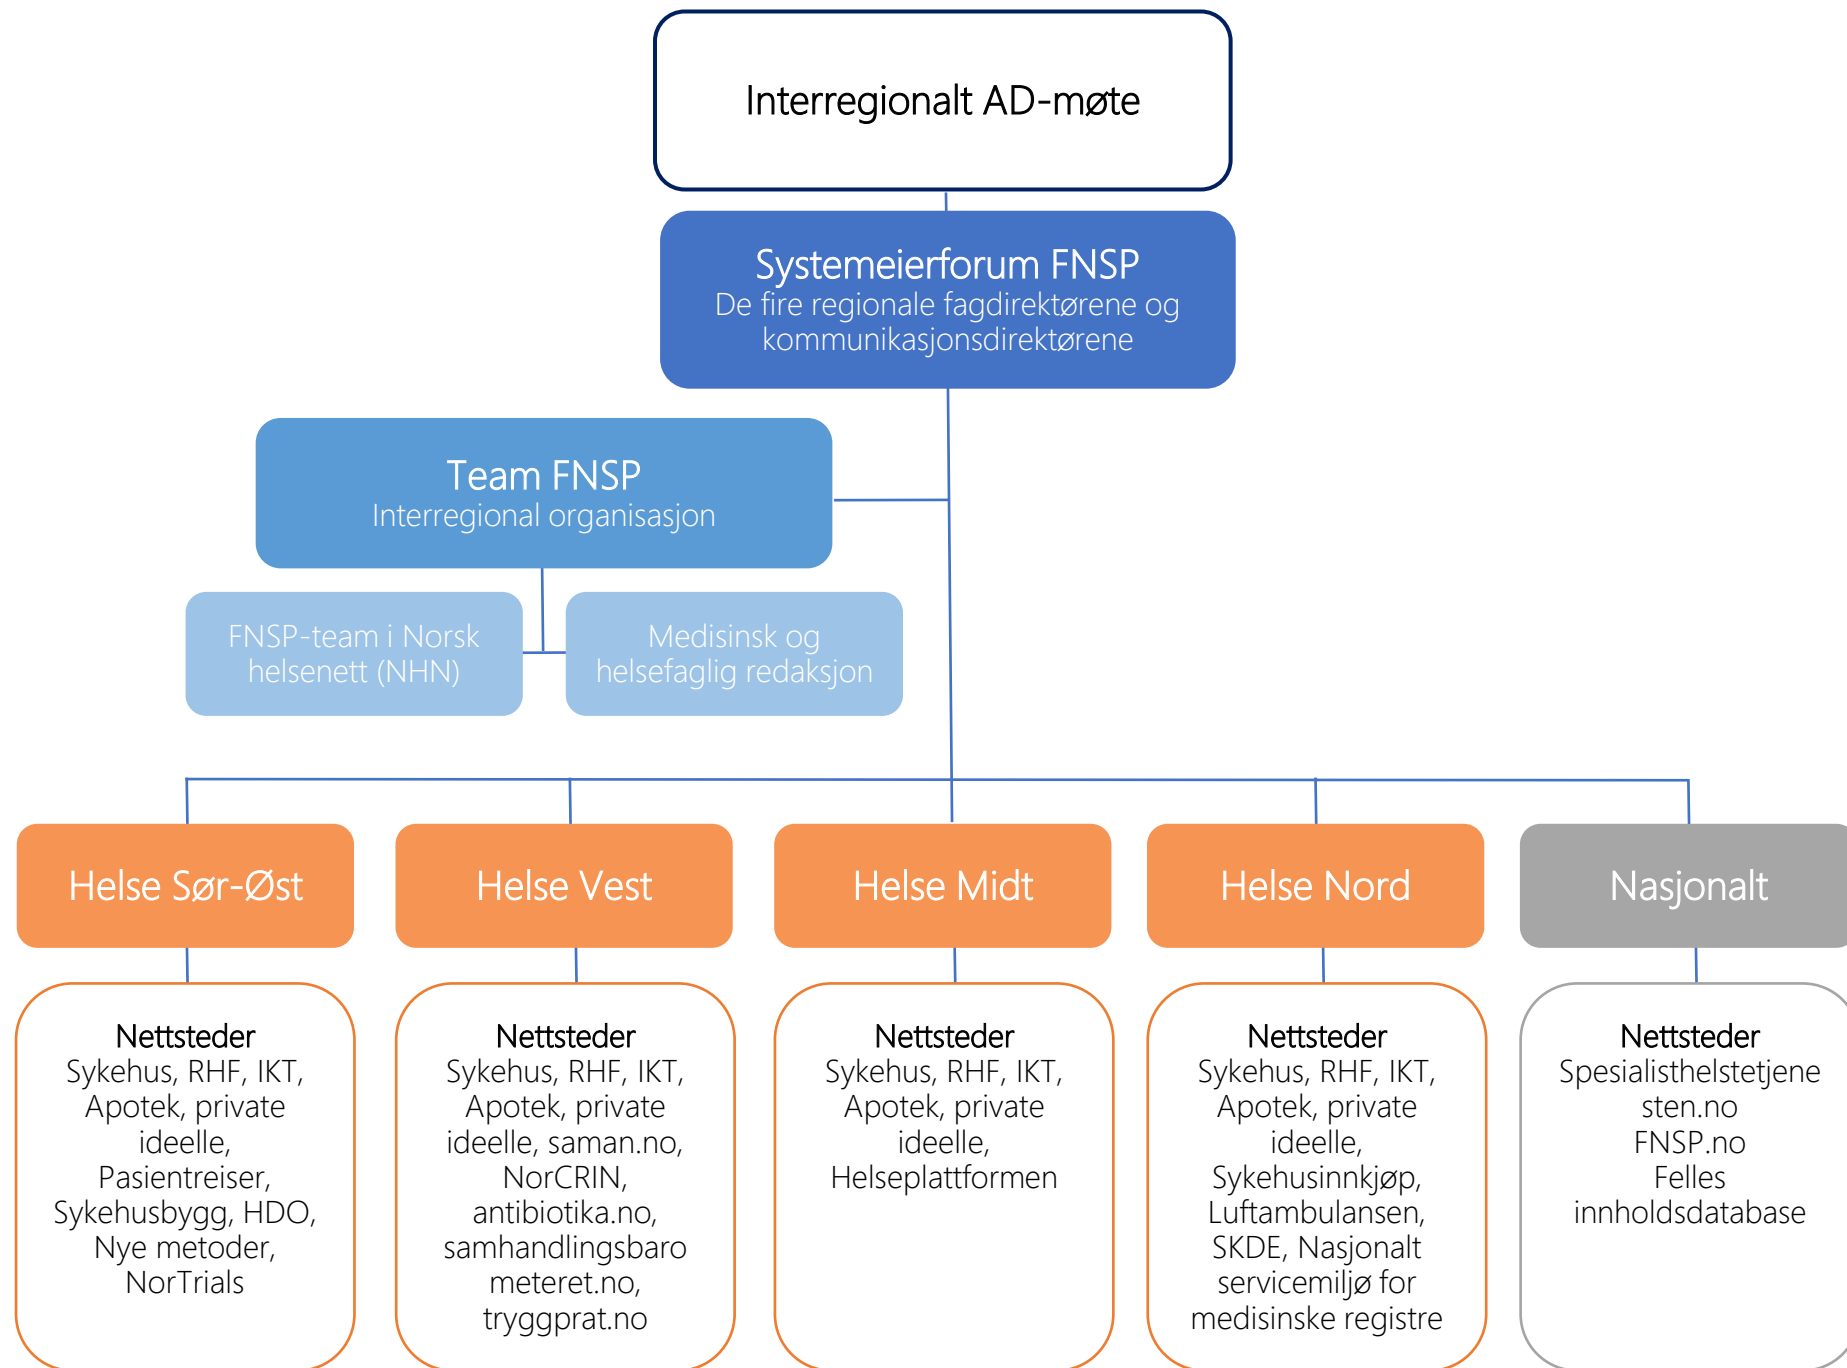 Interregionalt AD-møte
Systemeierforum FNSP
De fire regionale fagdirektørene og
kommunikasjonsdirektørene
Team FNSP
Interregional organisasjon
FNSP-team i Norsk
helsenett (NHN)
Medisinsk og
helsefaglig redaksjon
Helse Sør-Øst
Helse Vest
Helse Midt
Helse Nord
Nasjonalt
Nettsteder
Sykehus, RHF, IKT,
Apotek, private
ideelle,
Pasientreiser,
Sykehusbygg, HDO,
Nye metoder,
NorTrials
Nettsteder
Sykehus, RHF, IKT,
Apotek, private
ideelle, saman.no,
NorCRIN,
antibiotika.no,
samhandlingsbaro
meteret.no,
tryggprat.no
Nettsteder
Sykehus, RHF, IKT,
Apotek, private
ideelle,
Helseplattformen
Nettsteder
Sykehus, RHF, IKT,
Apotek, private
ideelle,
Sykehusinnkjøp,
Luftambulansen,
SKDE, Nasjonalt
servicemiljø for
medisinske registre
Nettsteder
Spesialisthelstetjene
sten.no
FNSP.no
Felles
innholdsdatabase